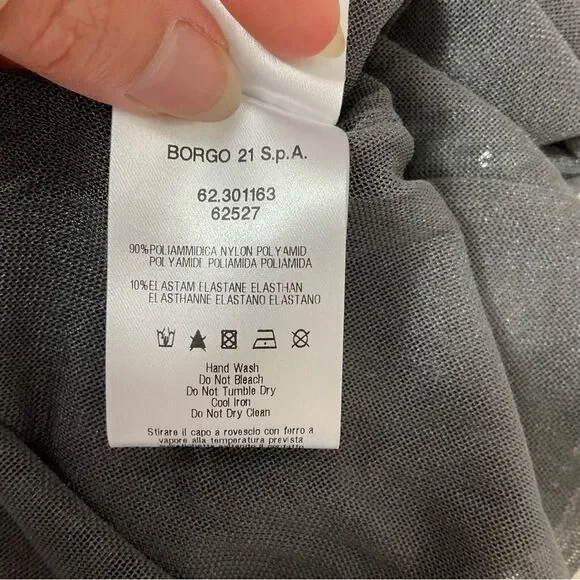 BORGO 21 S.p.A.
62.301163
62527
90%POLIAMMIDICA NYLON POLYAMID
POLYAMIDE POLIAMIDA POLIAMIDA
10%ELASTAM ELASTANE ELASTHAN
ELASTHANNE ELASTANO ELASTANO
Hand Wash
Do Not Bleach
Do Not Tumble Dry
Cool Iron
Do Not Dry Clean
Stirare il capo a rovescio con ferro a
vapore alla temperatura prevista